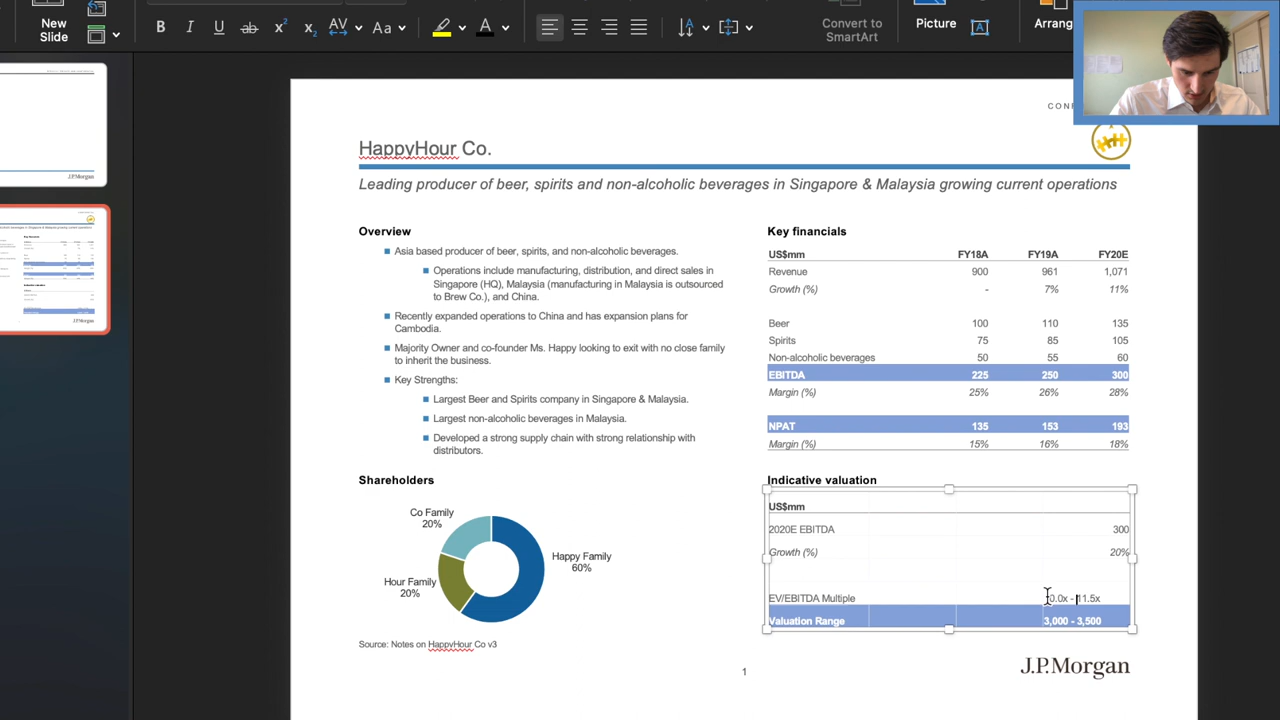 New
Slide
B I U ab x² x₂ AV Aa A
Convert to
SmartArt
Picture
Arrang
HappyHour Co.
Leading producer of beer, spirits and non-alcoholic beverages in Singapore & Malaysia growing current operations
Overview
Asia based producer of beer, spirits, and non-alcoholic beverages.
Operations include manufacturing, distribution, and direct sales in
Singapore (HQ), Malaysia (manufacturing in Malaysia is outsourced
to Brew Co.), and China.
Recently expanded operations to China and has expansion plans for
Cambodia.
Majority Owner and co-founder Ms. Happy looking to exit with no close family
to inherit the business.
Key Strengths:
Largest Beer and Spirits company in Singapore & Malaysia.
Largest non-alcoholic beverages in Malaysia.
Developed a strong supply chain with strong relationship with
distributors.
Key financials
US$mm FY18A FY19A FY20E
Revenue 900 961 1,071
Growth (%) - 7% 11%
Beer 100 110 135
Spirits 75 85 105
Non-alcoholic beverages 50 55 60
EBITDA 225 250 300
Margin (%) 25% 26% 28%
NPAT 135 153 193
Margin (%) 15% 16% 18%
Shareholders
Co Family
20%
Happy Family
60%
Hour Family
20%
Source: Notes on HappyHour Co v3
Indicative valuation
US$mm
2020E EBITDA 300
Growth (%) 20%
EV/EBITDA Multiple 0.0x - 11.5x
Valuation Range 3,000 - 3,500
1
J.P.Morgan
J.P.Morgan
J.P.Morgan